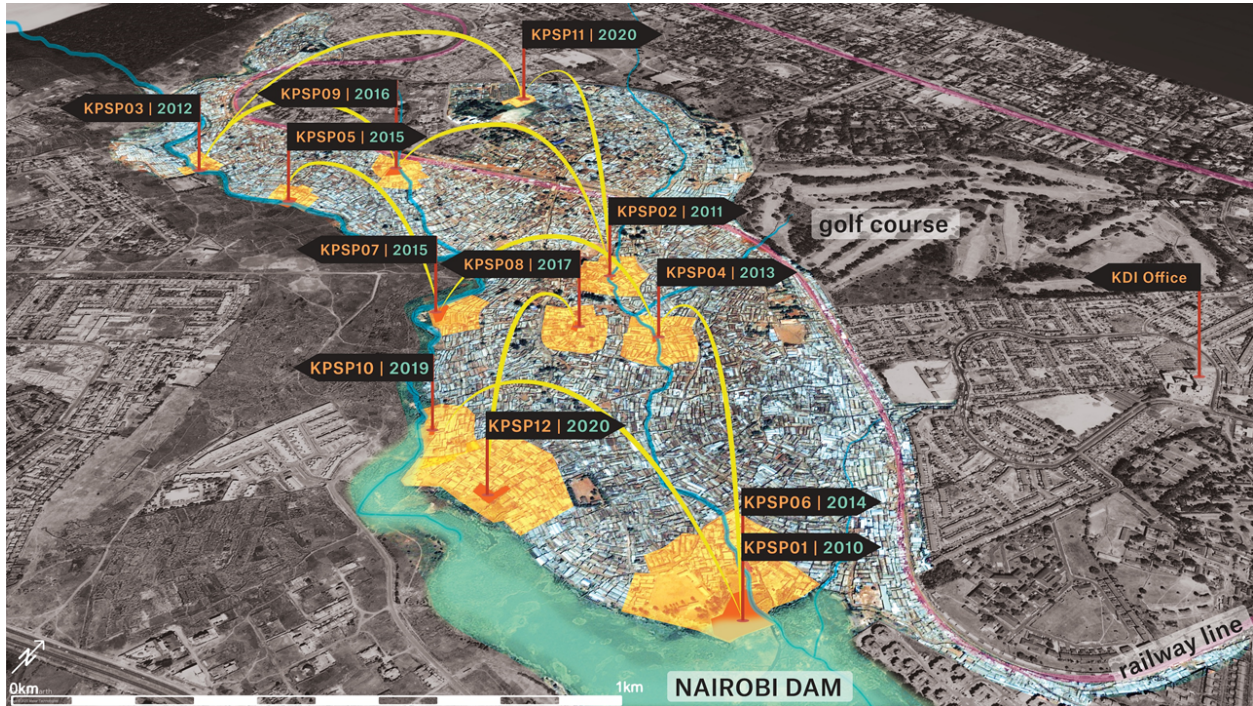 KPSP11 | 2020
KPSP09 | 2016
KPSP03 | 2012
KPSP05 | 2015
KPSP02 | 2011
golf course
KPSP07 | 2015
KPSP08 | 2017
KPSP04 | 2013
KDI Office
KPSP10 | 2019
KPSP12 | 2020
KPSP06 | 2014
KPSP01 | 2010
railway line
0km
1km
NAIROBI DAM